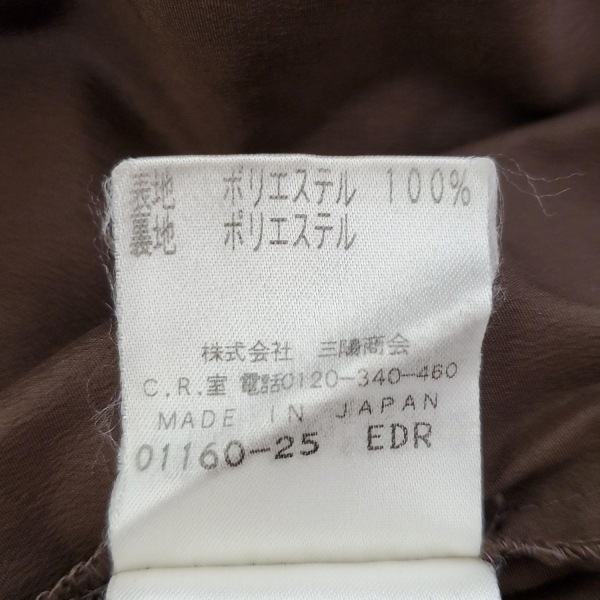 表地 ポリエステル 100%
裏地 ポリエステル
株式会社 三陽商会
C.R.室 電話0120-340-460
MADE IN JAPAN
01160-25 EDR